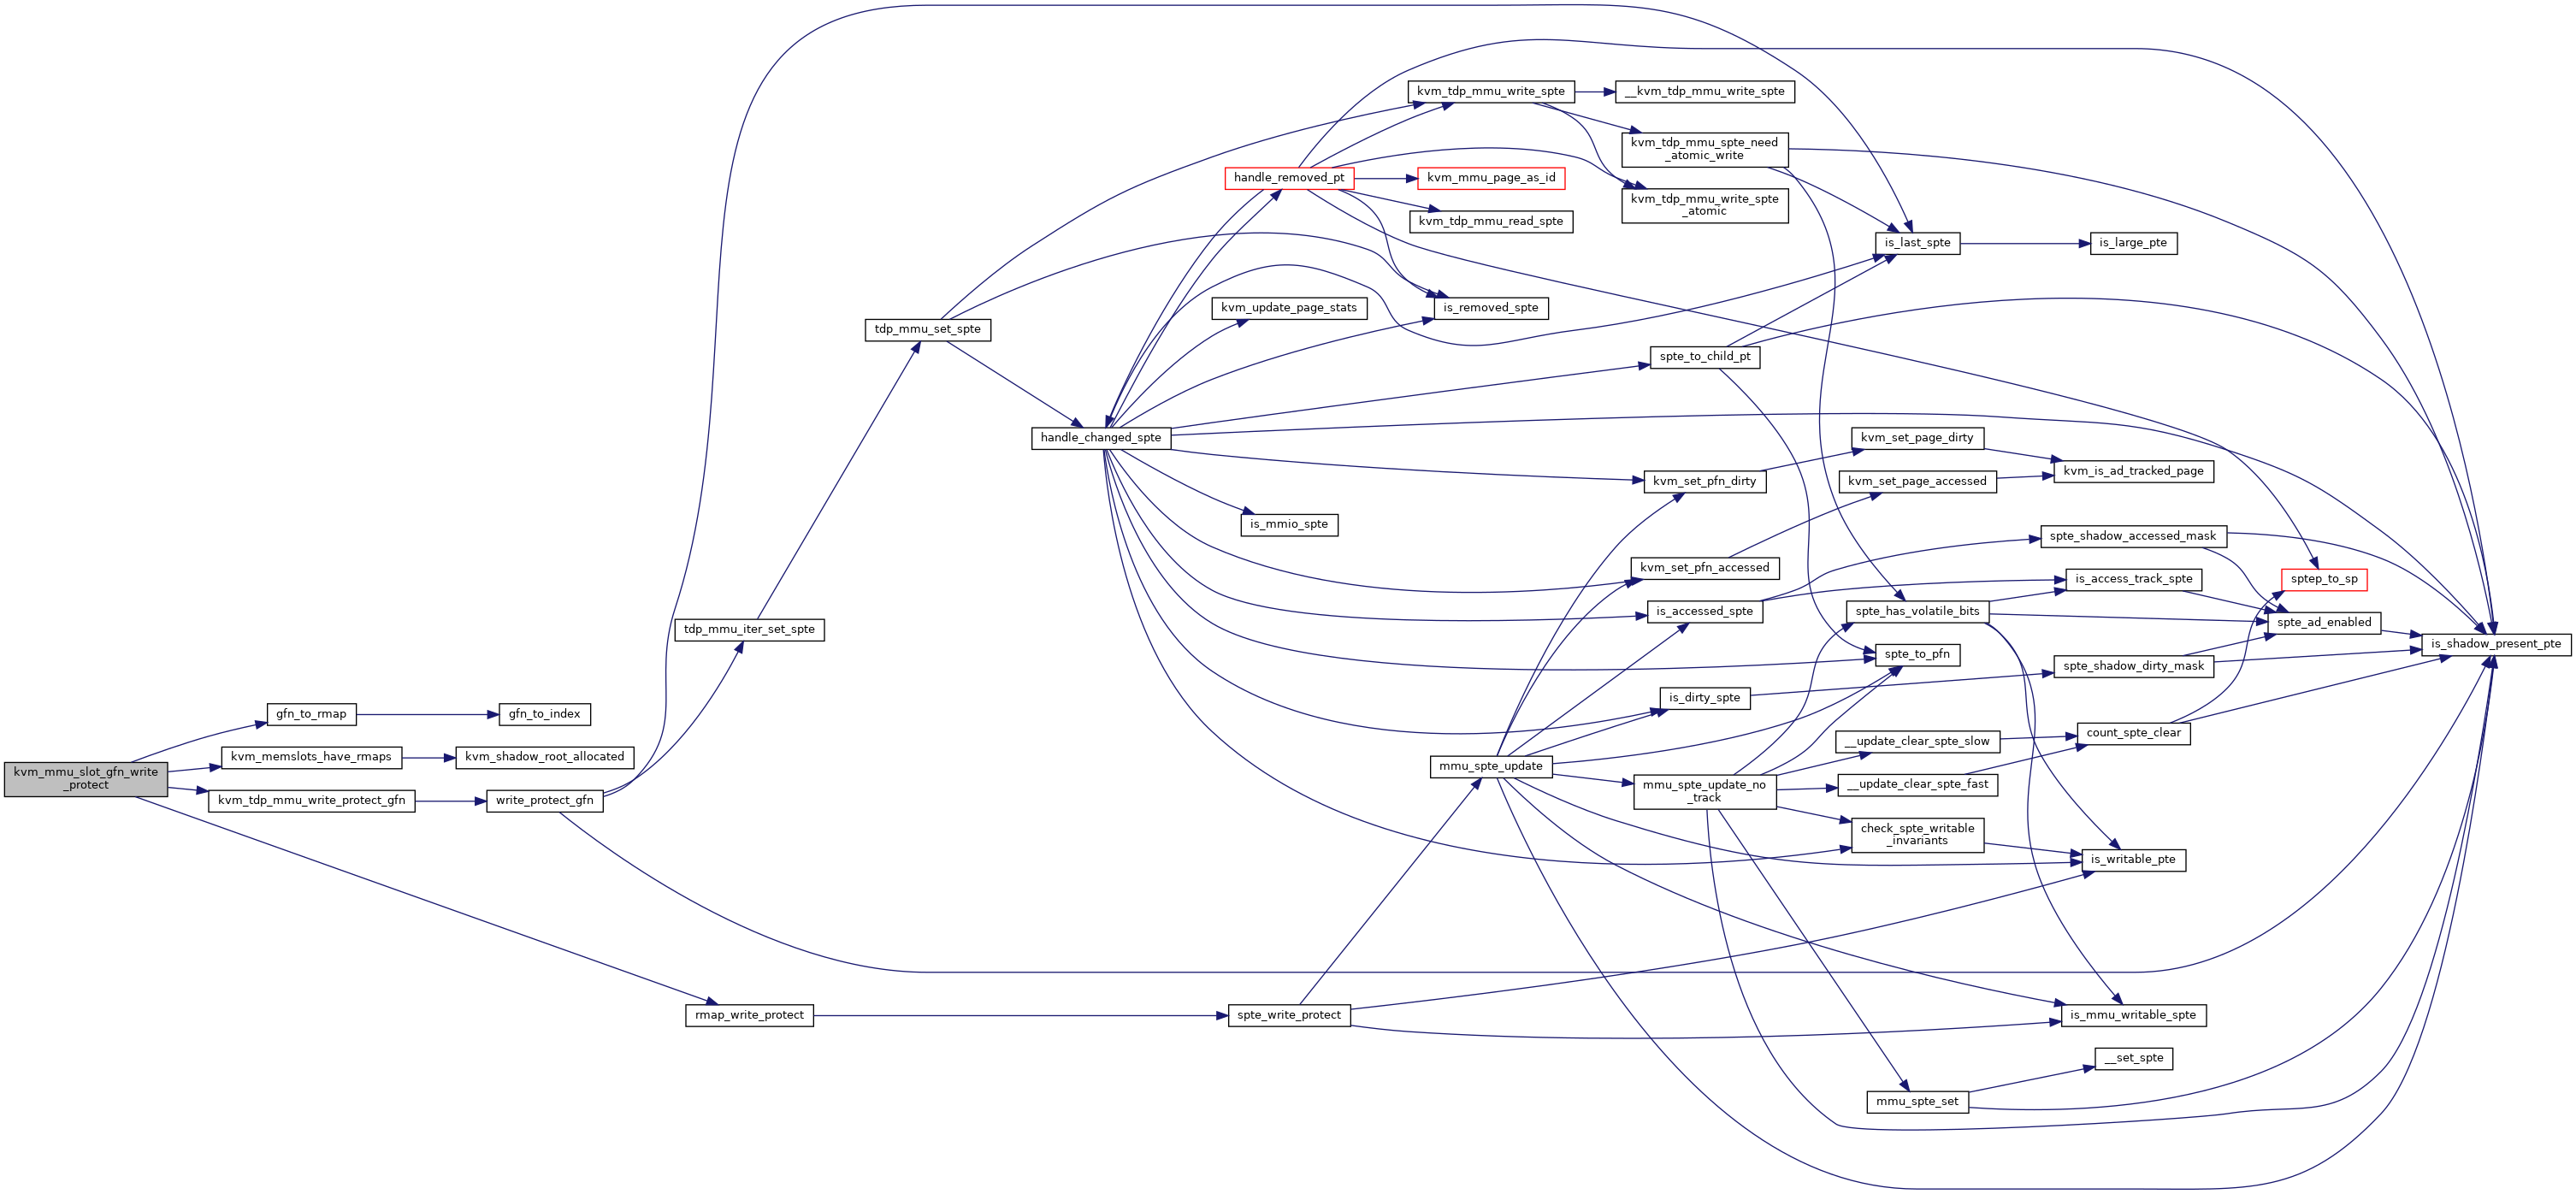 kvm_mmu_slot_gfn_write
_protect
gfn_to_rmap
gfn_to_index
kvm_memslots_have_rmaps
kvm_shadow_root_allocated
kvm_tdp_mmu_write_protect_gfn
write_protect_gfn
rmap_write_protect
tdp_mmu_iter_set_spte
tdp_mmu_set_spte
handle_changed_spte
handle_removed_pt
kvm_update_page_stats
is_mmio_spte
spte_write_protect
kvm_tdp_mmu_write_spte
kvm_mmu_page_as_id
kvm_tdp_mmu_read_spte
is_removed_spte
mmu_spte_update
__kvm_tdp_mmu_write_spte
kvm_tdp_mmu_spte_need
_atomic_write
kvm_tdp_mmu_write_spte
_atomic
spte_to_child_pt
kvm_set_pfn_dirty
kvm_set_pfn_accessed
is_accessed_spte
is_dirty_spte
mmu_spte_update_no
_track
is_last_spte
kvm_set_page_dirty
kvm_set_page_accessed
spte_has_volatile_bits
spte_to_pfn
__update_clear_spte_slow
__update_clear_spte_fast
check_spte_writable
_invariants
mmu_spte_set
is_large_pte
kvm_is_ad_tracked_page
spte_shadow_accessed_mask
is_access_track_spte
spte_shadow_dirty_mask
count_spte_clear
is_writable_pte
is_mmu_writable_spte
__set_spte
sptep_to_sp
spte_ad_enabled
is_shadow_present_pte